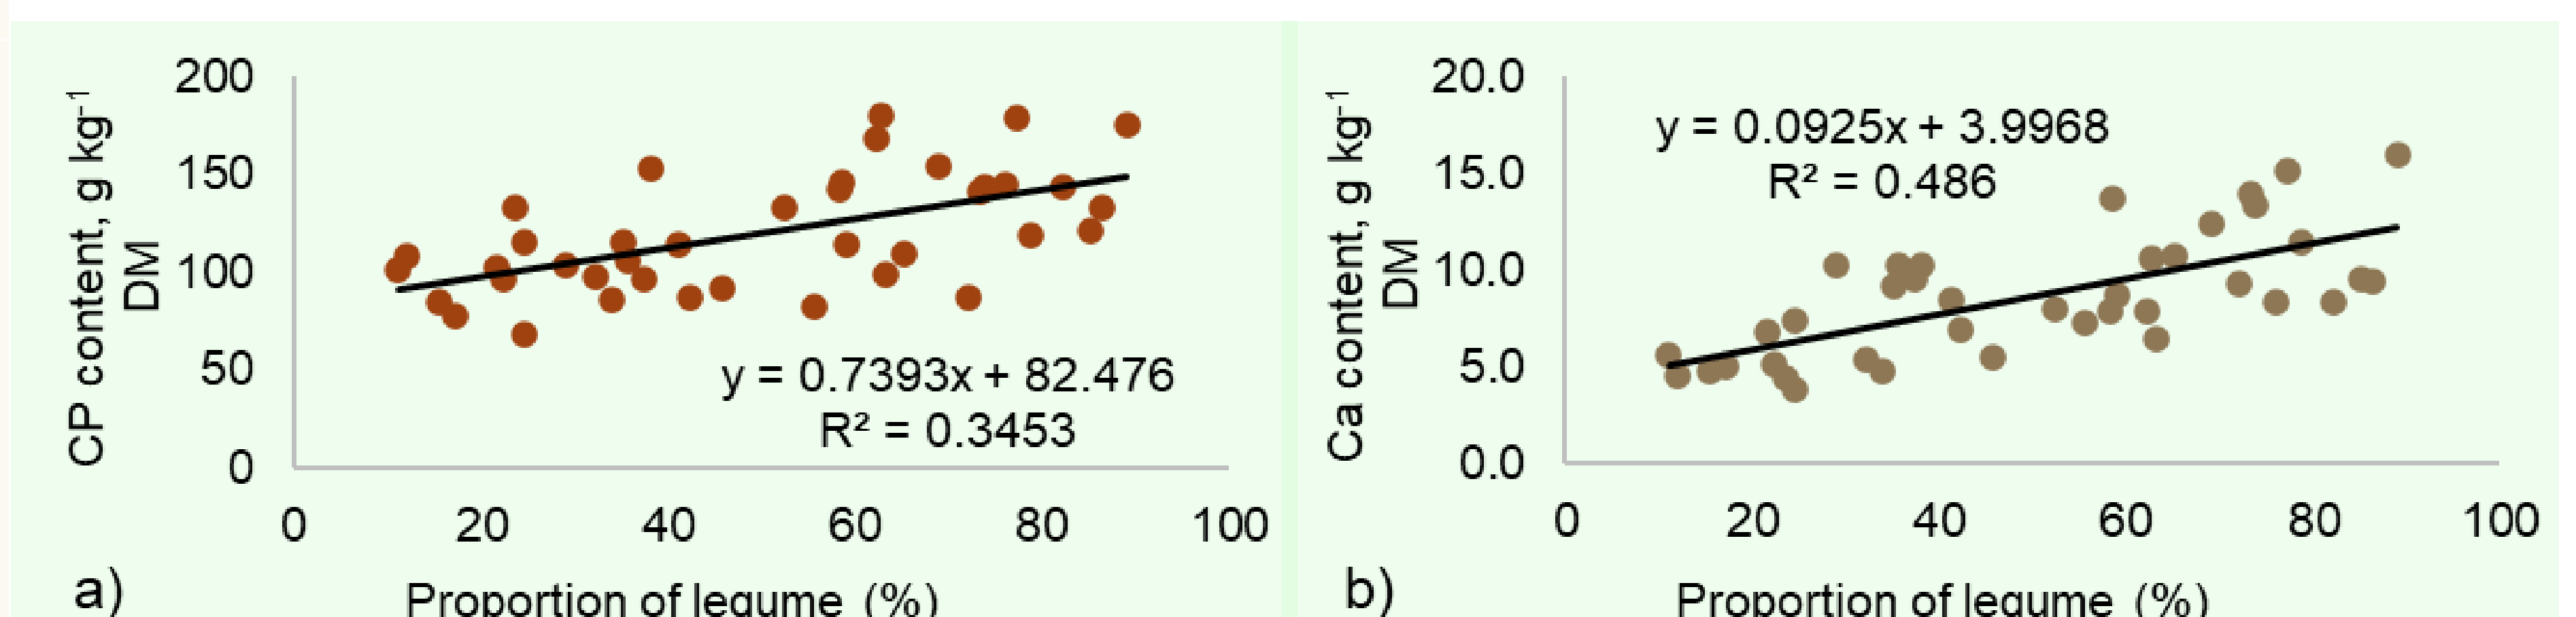 CP content, g kg⁻¹
DM
200
150
100
50
0
y = 0.7393x + 82.476
R² = 0.3453
0 20 40 60 80 100
a)
Proportion of legume (%)
Ca content, g kg⁻¹
DM
20.0
15.0
10.0
5.0
0.0
y = 0.0925x + 3.9968
R² = 0.486
0 20 40 60 80 100
b)
Proportion of legume (%)